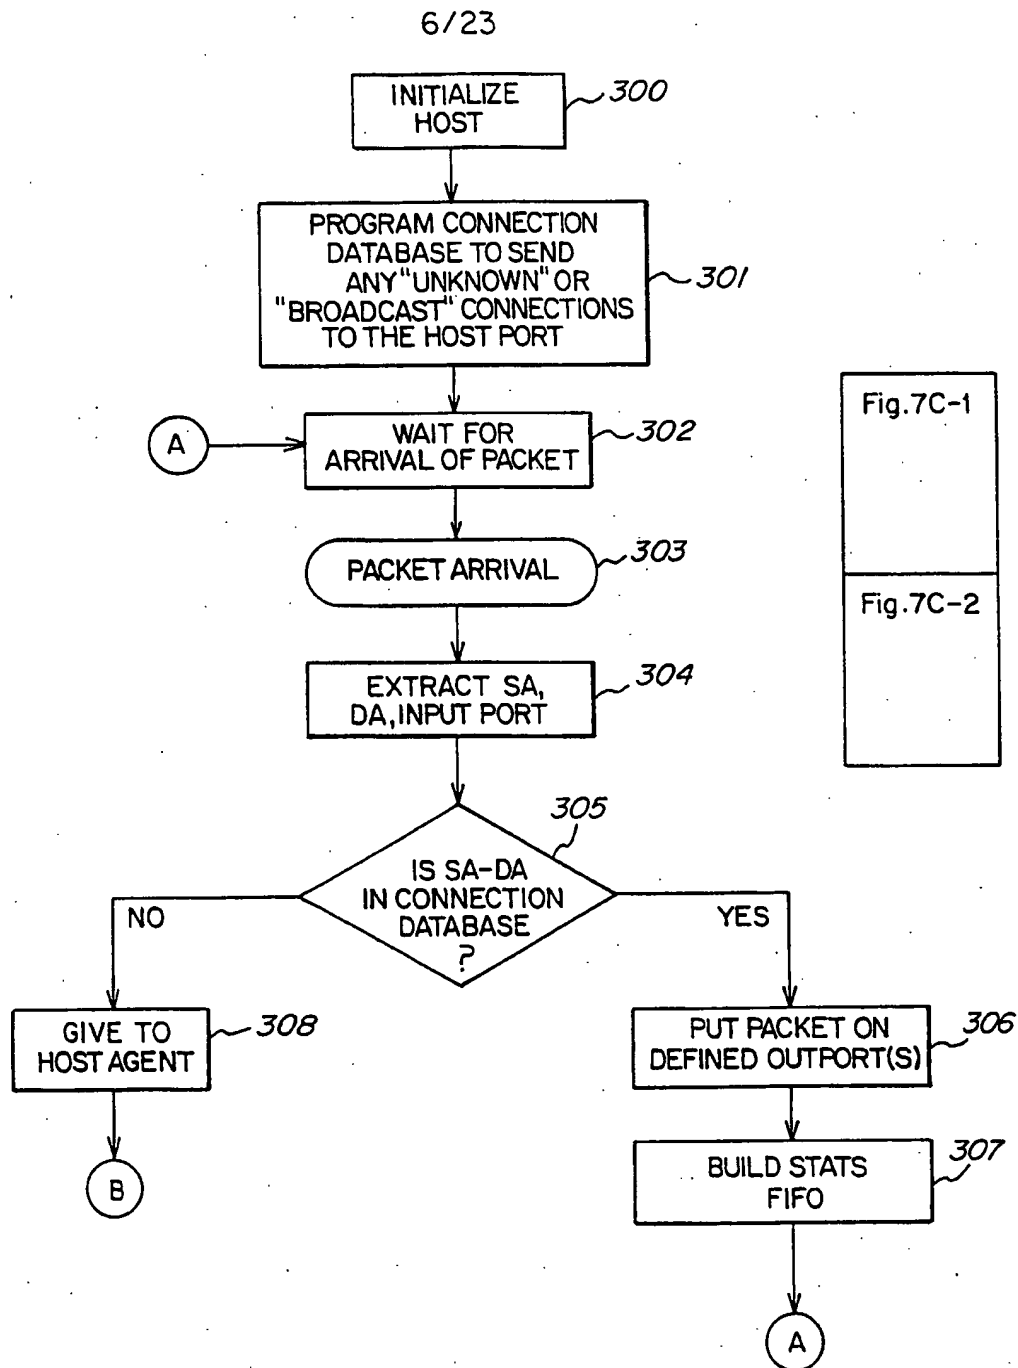 6/23
INITIALIZE
HOST
300
PROGRAM CONNECTION
DATABASE TO SEND
ANY "UNKNOWN" OR
"BROADCAST" CONNECTIONS
TO THE HOST PORT
301
A
WAIT FOR
ARRIVAL OF PACKET
302
PACKET ARRIVAL
303
EXTRACT SA,
DA, INPUT PORT
304
Fig.7C-1
Fig.7C-2
305
IS SA-DA
IN CONNECTION
DATABASE
?
NO
YES
GIVE TO
HOST AGENT
308
B
PUT PACKET ON
DEFINED OUTPORT(S)
306
BUILD STATS
FIFO
307
A